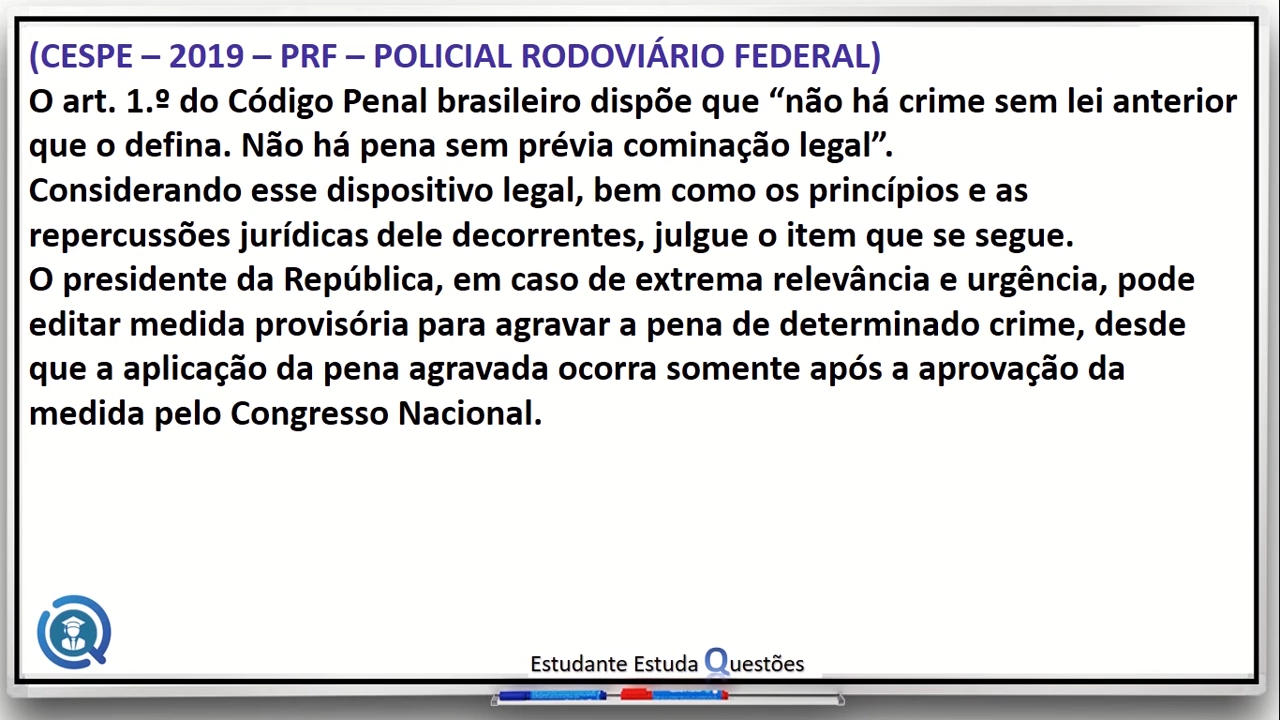 (CESPE – 2019 – PRF – POLICIAL RODOVIÁRIO FEDERAL)
O art. 1.º do Código Penal brasileiro dispõe que “não há crime sem lei anterior
que o defina. Não há pena sem prévia cominação legal”.
Considerando esse dispositivo legal, bem como os princípios e as
repercussões jurídicas dele decorrentes, julgue o item que se segue.
O presidente da República, em caso de extrema relevância e urgência, pode
editar medida provisória para agravar a pena de determinado crime, desde
que a aplicação da pena agravada ocorra somente após a aprovação da
medida pelo Congresso Nacional.
Estudante Estuda Questões